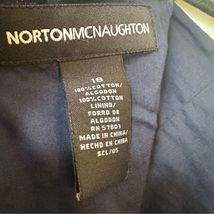 NORTONMCNAUGHTON
18
100% COTTON/
ALGODON
100% COTTON
LINING/
FORRO DE
ALGODON
RN 57803
MADE IN CHINA/
HECHO EN CHINA
SCL/05